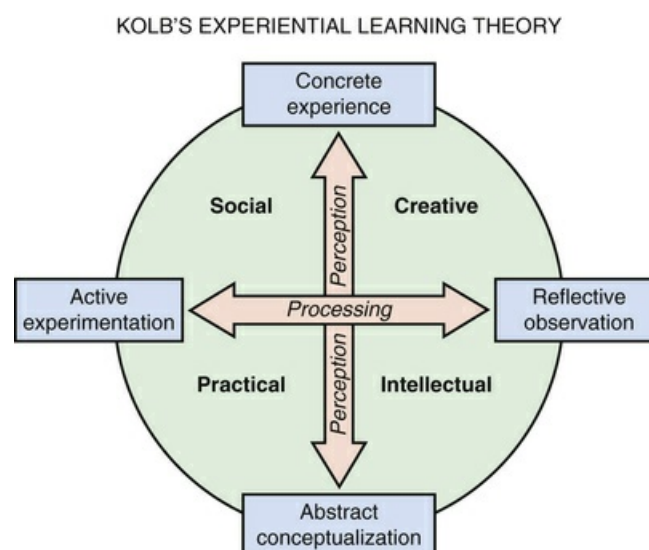 KOLB'S EXPERIENTIAL LEARNING THEORY
Concrete
experience
Social
Creative
Perception
Active
experimentation
Processing
Reflective
observation
Perception
Practical
Intellectual
Abstract
conceptualization